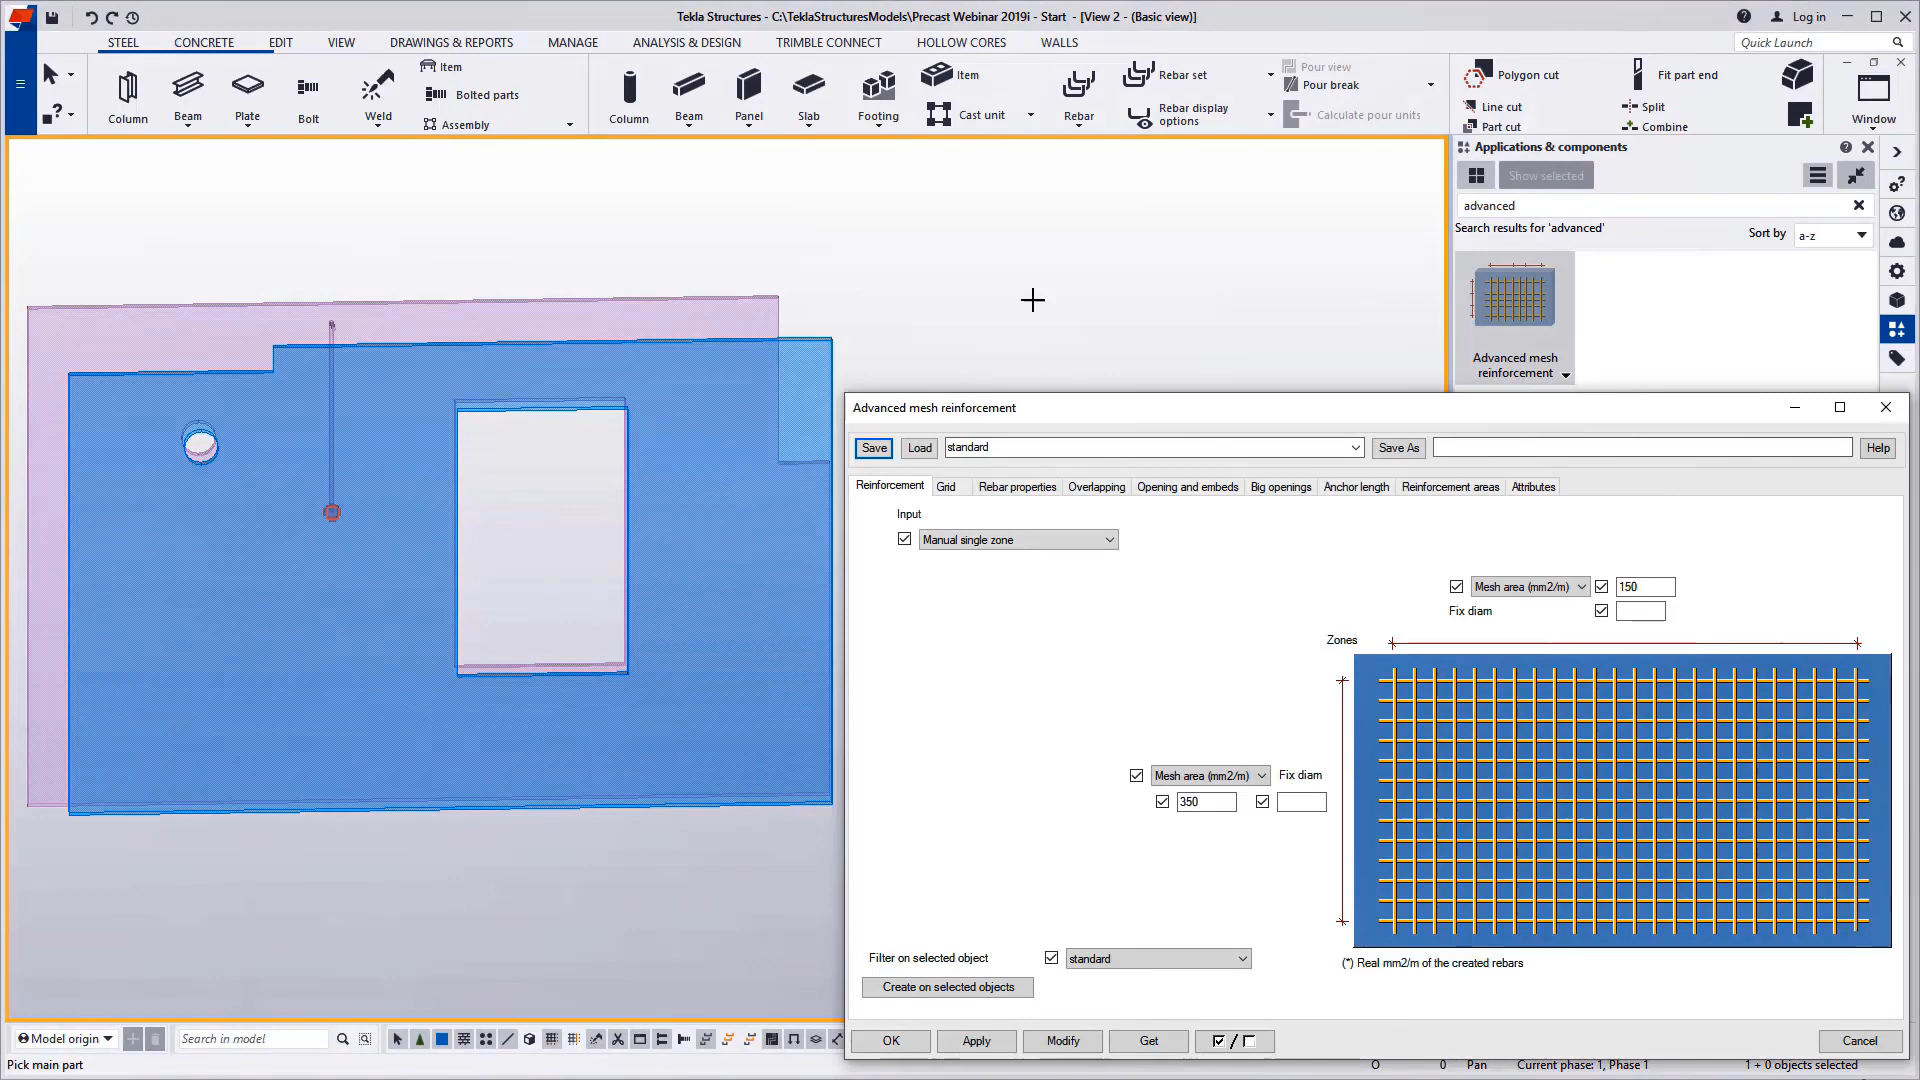 Tekla Structures - C:\TeklaStructuresModels\Precast Webinar 2019i - Start - [View 2 - (Basic view)]
Log in
STEEL CONCRETE EDIT VIEW DRAWINGS & REPORTS MANAGE ANALYSIS & DESIGN TRIMBLE CONNECT HOLLOW CORES WALLS
Quick Launch
Column Beam Plate Bolt Weld
Item
Bolted parts
Assembly
Column Beam Panel Slab Footing
Item
Cast unit
Rebar
Rebar set
Rebar display options
Pour view
Pour break
Calculate pour units
Polygon cut
Line cut
Part cut
Fit part end
Split
Combine
Window
Applications & components
Show selected
advanced
Search results for 'advanced'
Sort by a-z
Advanced mesh
reinforcement
Advanced mesh reinforcement
Save Load standard Save As Help
Reinforcement Grid Rebar properties Overlapping Opening and embeds Big openings Anchor length Reinforcement areas Attributes
Input
Manual single zone
Mesh area (mm2/m) 150
Fix diam
Zones
Mesh area (mm2/m) Fix diam
350
Filter on selected object standard
(*) Real mm2/m of the created rebars
Create on selected objects
OK Apply Modify Get / Cancel
Model origin Search in model
Pick main part
O 0 Pan Current phase: 1, Phase 1 1 + 0 objects selected